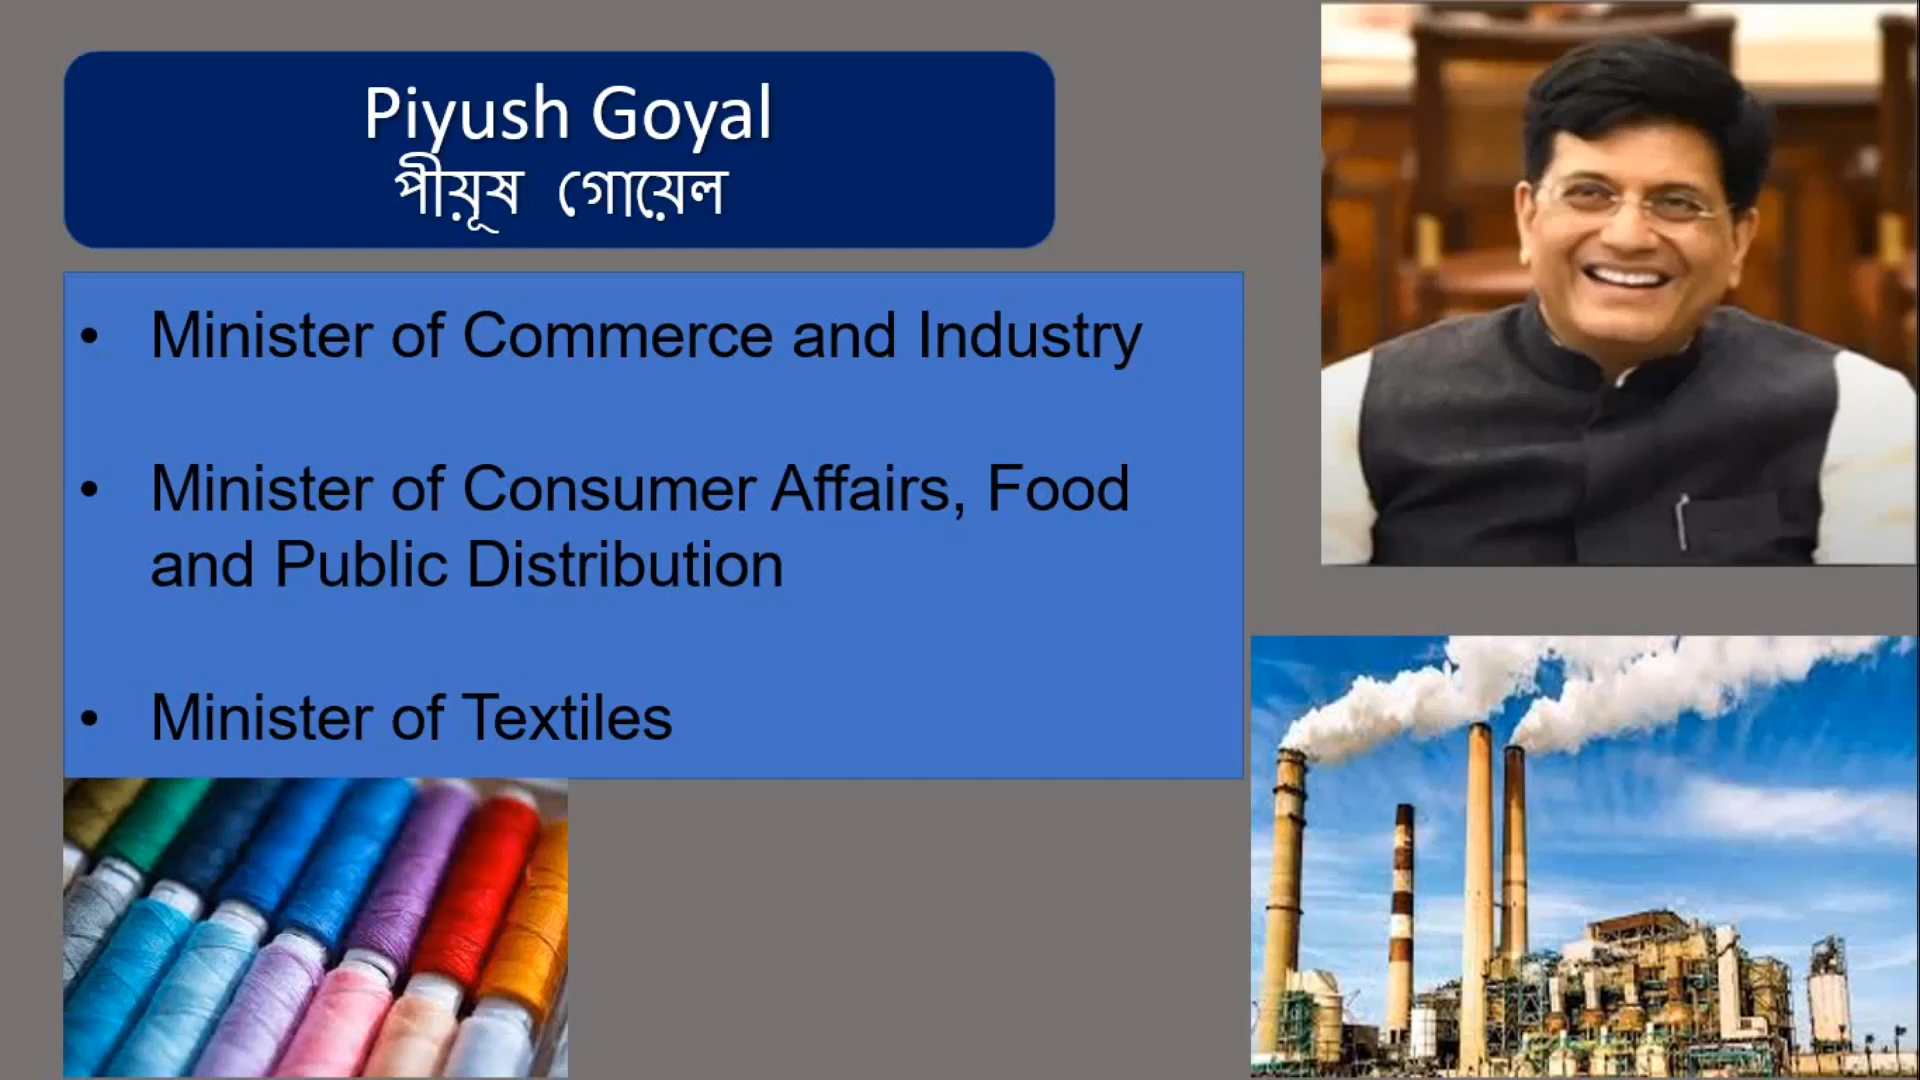 Piyush Goyal
পীয়ূষ গোয়েল
• Minister of Commerce and Industry
• Minister of Consumer Affairs, Food
and Public Distribution
• Minister of Textiles